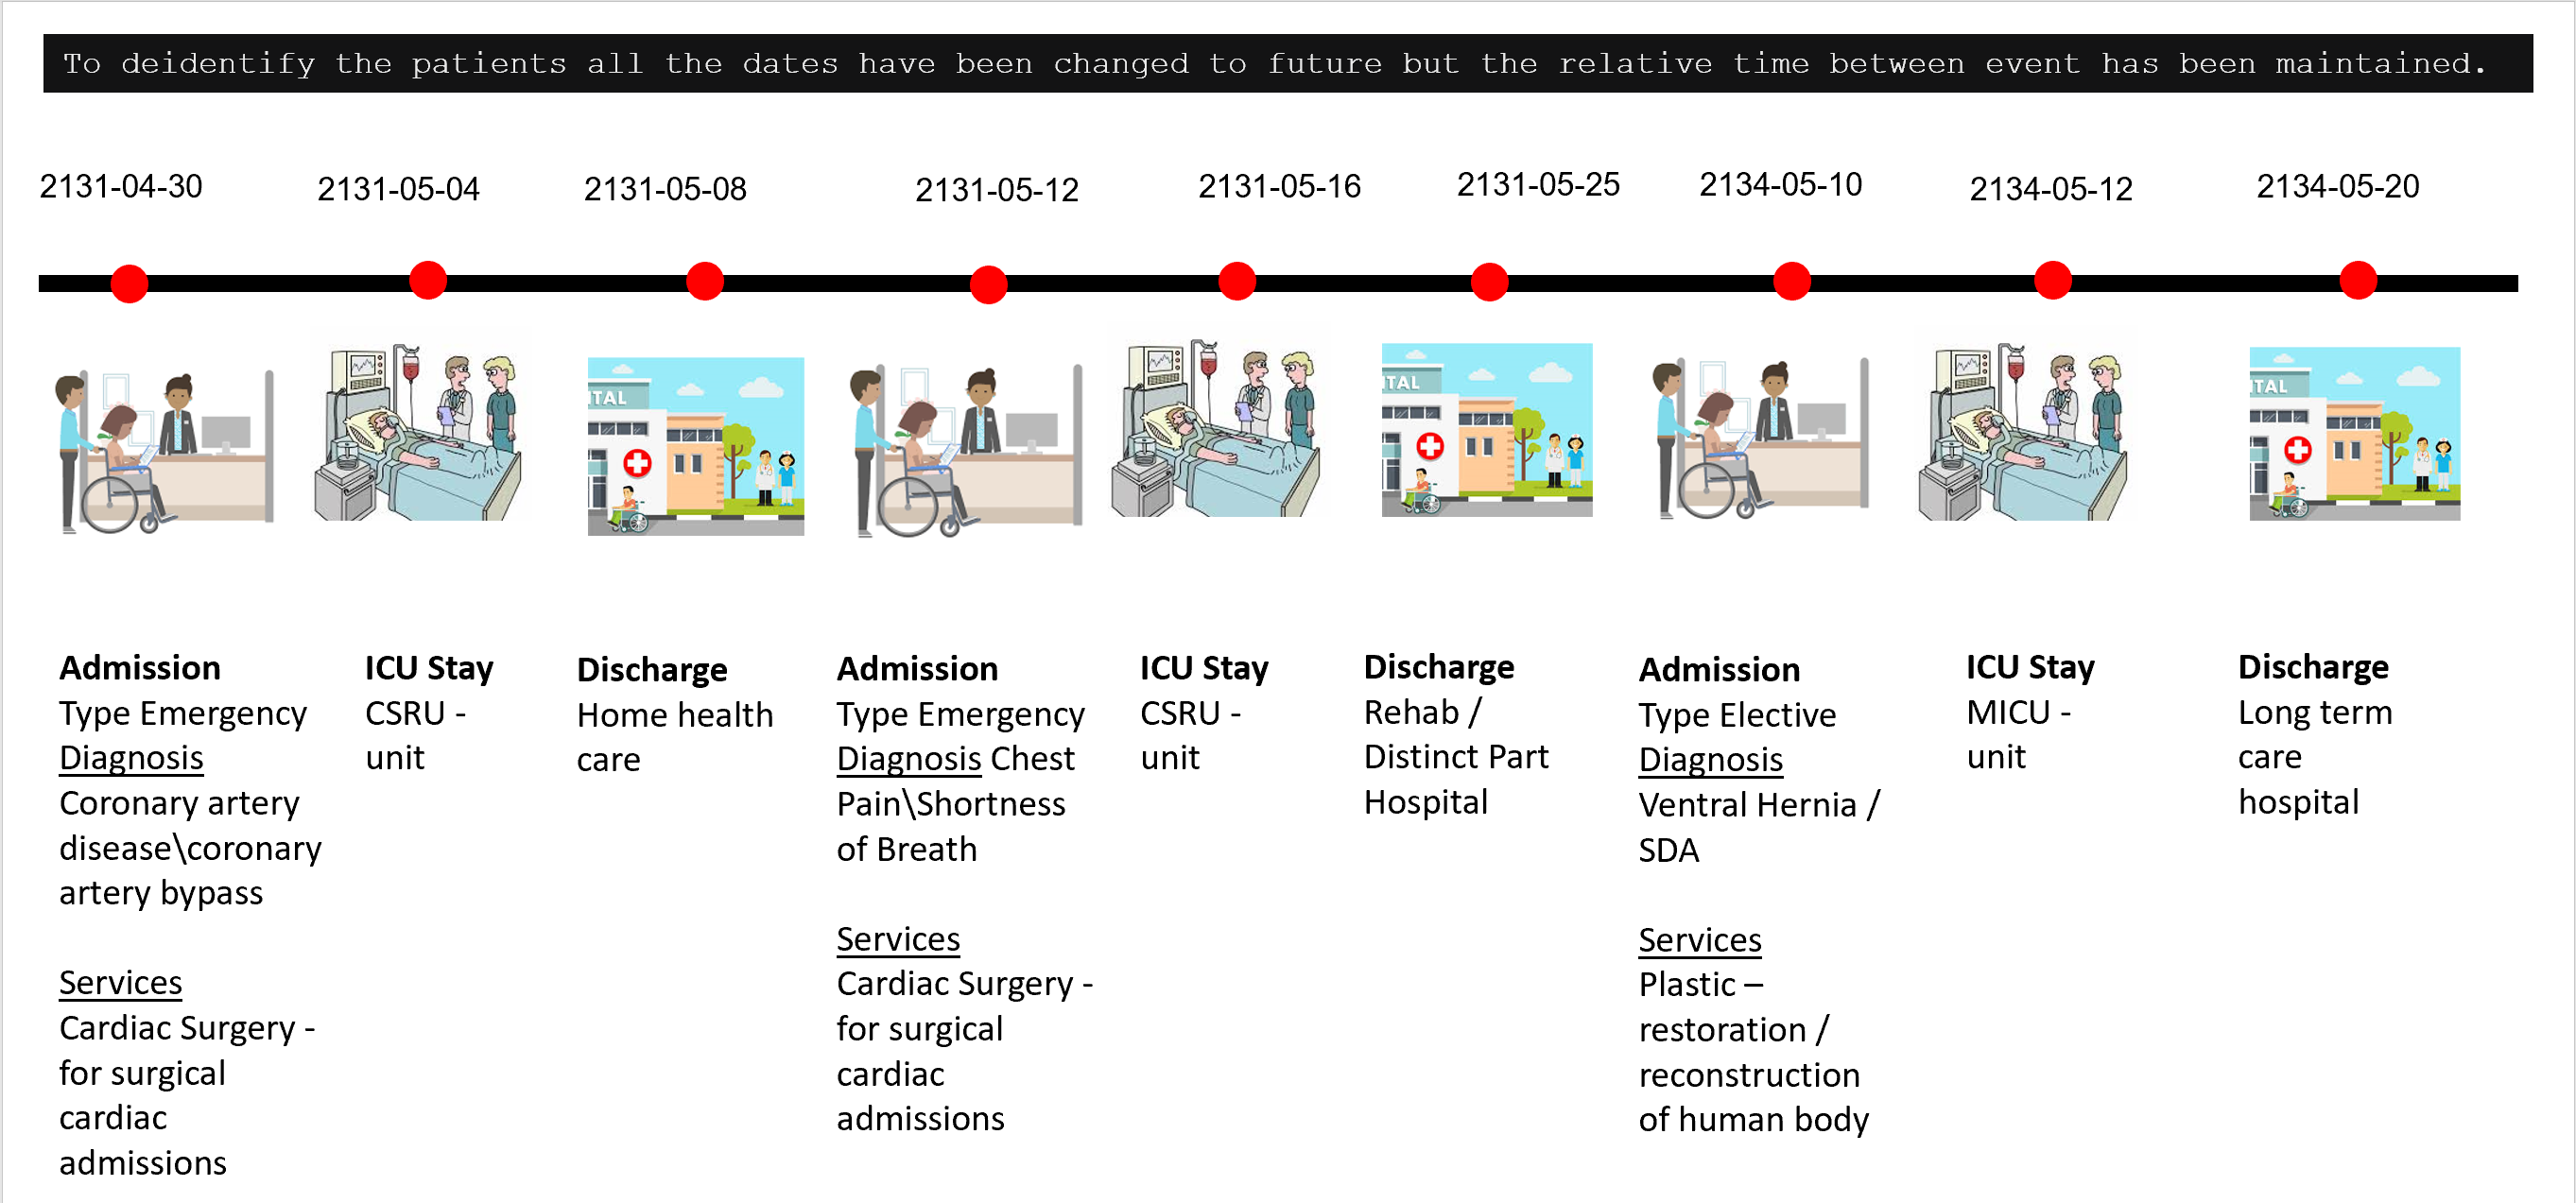 To deidentify the patients all the dates have been changed to future but the relative time between event has been maintained.
2131-04-30
2131-05-04
2131-05-08
2131-05-12
2131-05-16
2131-05-25
2134-05-10
2134-05-12
2134-05-20
ITAL
ITAL
ITAL
Admission
Type Emergency
Diagnosis
Coronary artery
disease\coronary
artery bypass
Services
Cardiac Surgery -
for surgical
cardiac
admissions
ICU Stay
CSRU -
unit
Discharge
Home health
care
Admission
Type Emergency
Diagnosis Chest
Pain\Shortness
of Breath
Services
Cardiac Surgery -
for surgical
cardiac
admissions
ICU Stay
CSRU -
unit
Discharge
Rehab /
Distinct Part
Hospital
Admission
Type Elective
Diagnosis
Ventral Hernia /
SDA
Services
Plastic –
restoration /
reconstruction
of human body
ICU Stay
MICU -
unit
Discharge
Long term
care
hospital